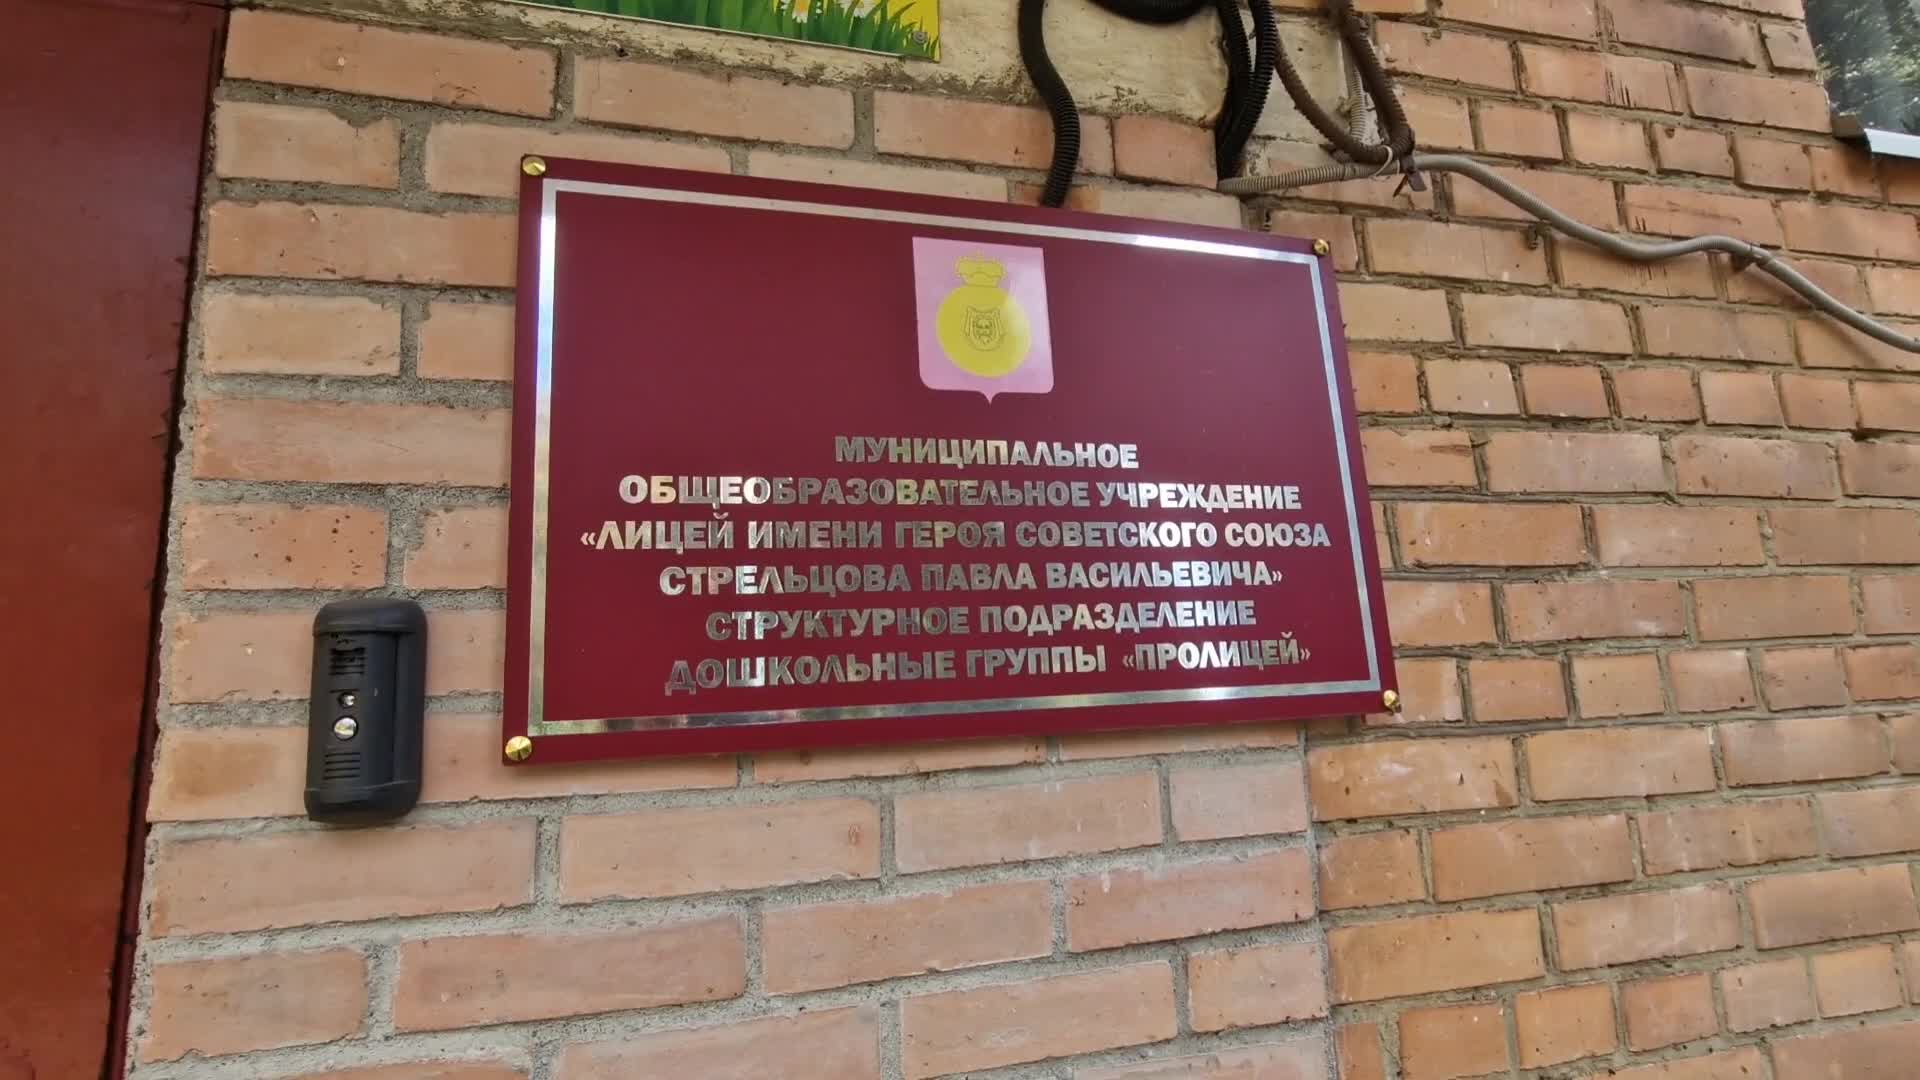 МУНИЦИПАЛЬНОЕ
ОБЩЕОБРАЗОВАТЕЛЬНОЕ УЧРЕЖДЕНИЕ
«ЛИЦЕЙ ИМЕНИ ГЕРОЯ СОВЕТСКОГО СОЮЗА
СТРЕЛЬЦОВА ПАВЛА ВАСИЛЬЕВИЧА»
СТРУКТУРНОЕ ПОДРАЗДЕЛЕНИЕ
ДОШКОЛЬНЫЕ ГРУППЫ «ПРОЛИЦЕЙ»